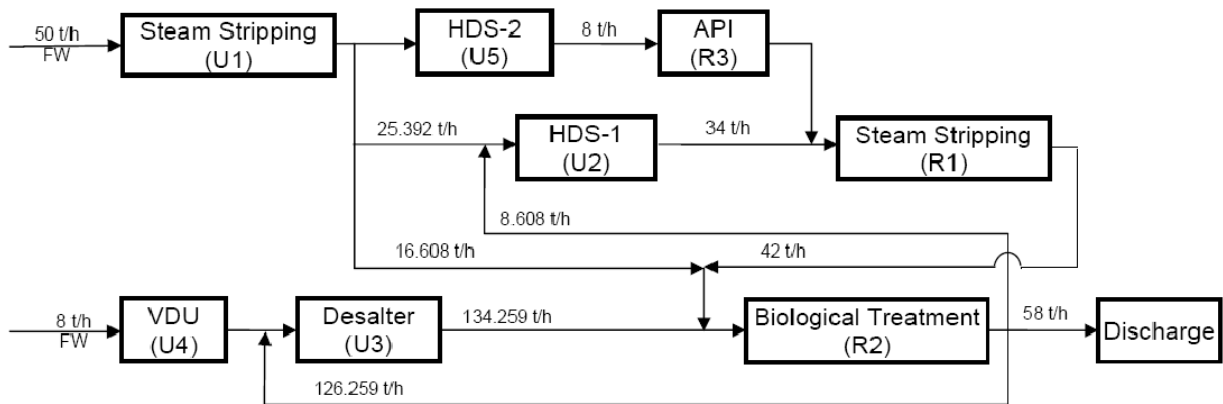 50 t/h
FW
Steam Stripping
(U1)
HDS-2
(U5)
8 t/h
API
(R3)
25.392 t/h
HDS-1
(U2)
34 t/h
Steam Stripping
(R1)
8.608 t/h
16.608 t/h
42 t/h
8 t/h
FW
VDU
(U4)
Desalter
(U3)
134.259 t/h
Biological Treatment
(R2)
58 t/h
Discharge
126.259 t/h